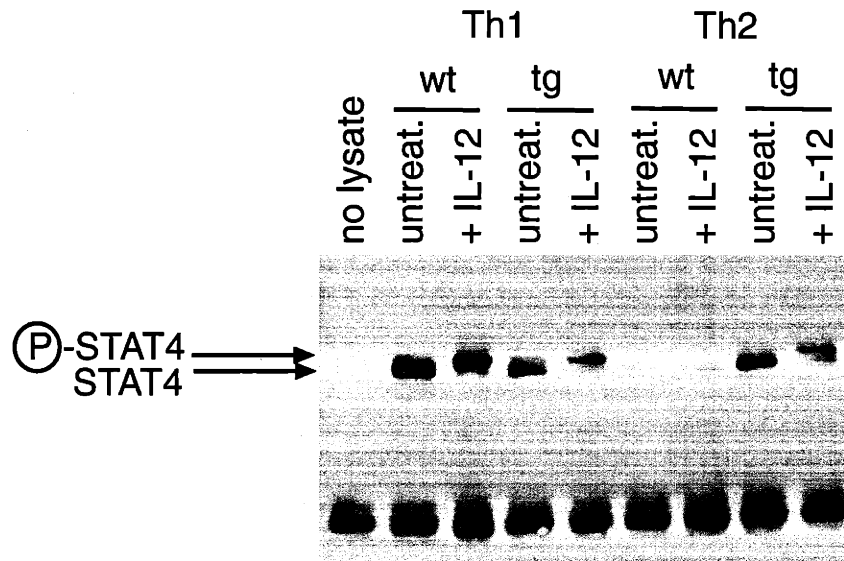 Th1 Th2
wt tg wt tg
no lysate untreat. + IL-12 untreat. + IL-12 untreat. + IL-12 untreat. + IL-12
P-STAT4
STAT4